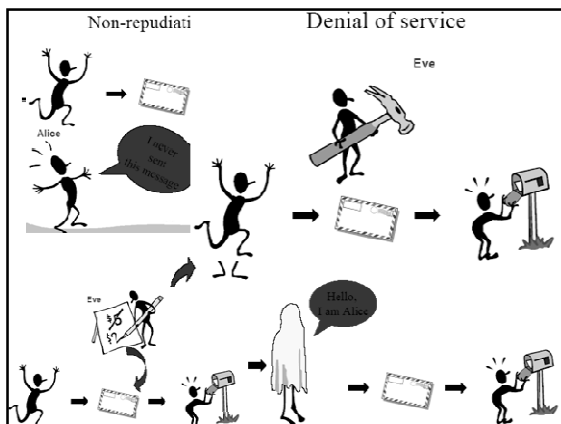 Non-repudiati
Denial of service
Eve
Alice
I never
sent
this message
Eve
Hello,
I am Alice